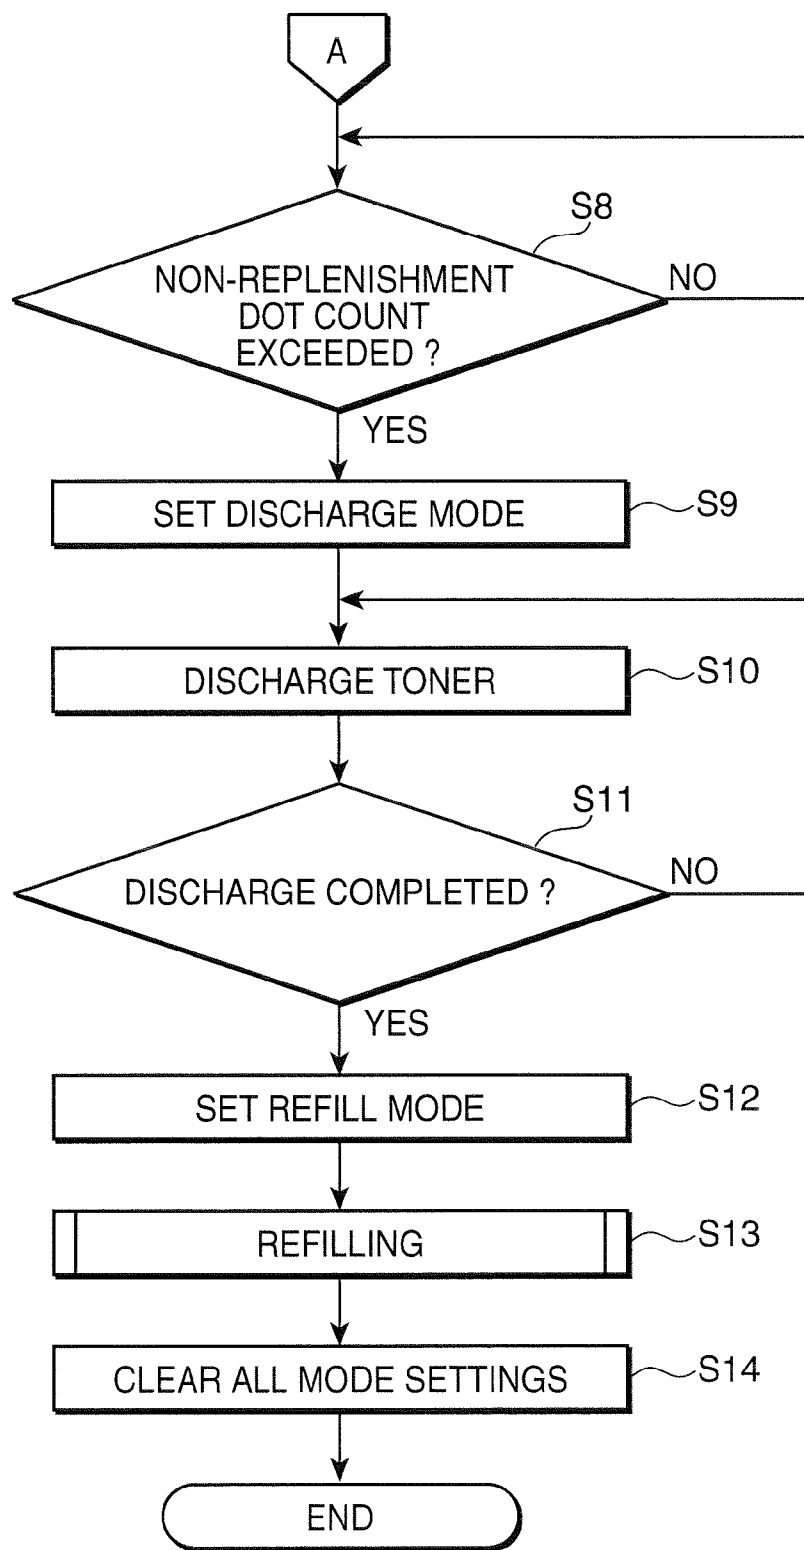 A
S8
NON-REPLENISHMENT
DOT COUNT
EXCEEDED ?
NO
YES
SET DISCHARGE MODE
S9
DISCHARGE TONER
S10
S11
DISCHARGE COMPLETED ?
NO
YES
SET REFILL MODE
S12
REFILLING
S13
CLEAR ALL MODE SETTINGS
S14
END